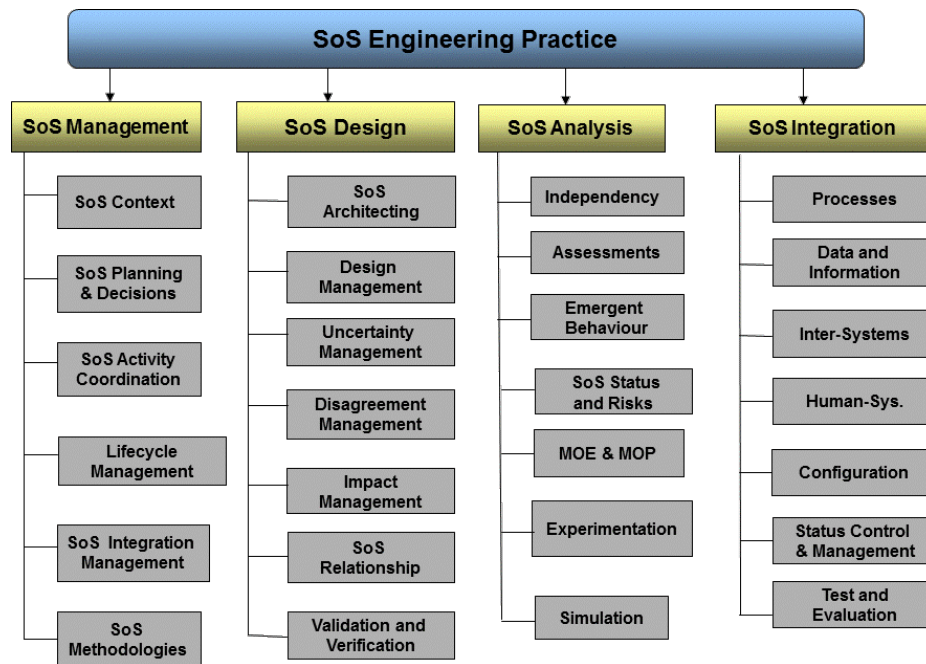 SoS Engineering Practice
SoS Management
SoS Context
SoS Planning
& Decisions
SoS Activity
Coordination
Lifecycle
Management
SoS Integration
Management
SoS
Methodologies
SoS Design
SoS
Architecting
Design
Management
Uncertainty
Management
Disagreement
Management
Impact
Management
SoS
Relationship
Validation and
Verification
SoS Analysis
Independency
Assessments
Emergent
Behaviour
SoS Status
and Risks
MOE & MOP
Experimentation
Simulation
SoS Integration
Processes
Data and
Information
Inter-Systems
Human-Sys.
Configuration
Status Control
& Management
Test and
Evaluation